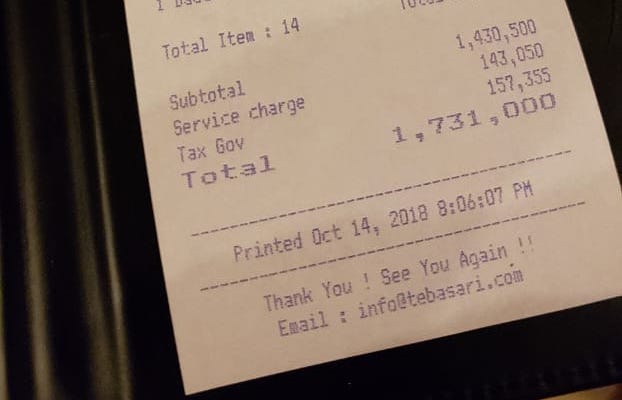 Total Item : 14
Subtotal 1,430,500
Service charge 143,050
Tax Gov 157,355
Total 1,731,000
Printed Oct 14, 2018 8:06:07 PM
Thank You ! See You Again !!
Email : info@tebasari.com